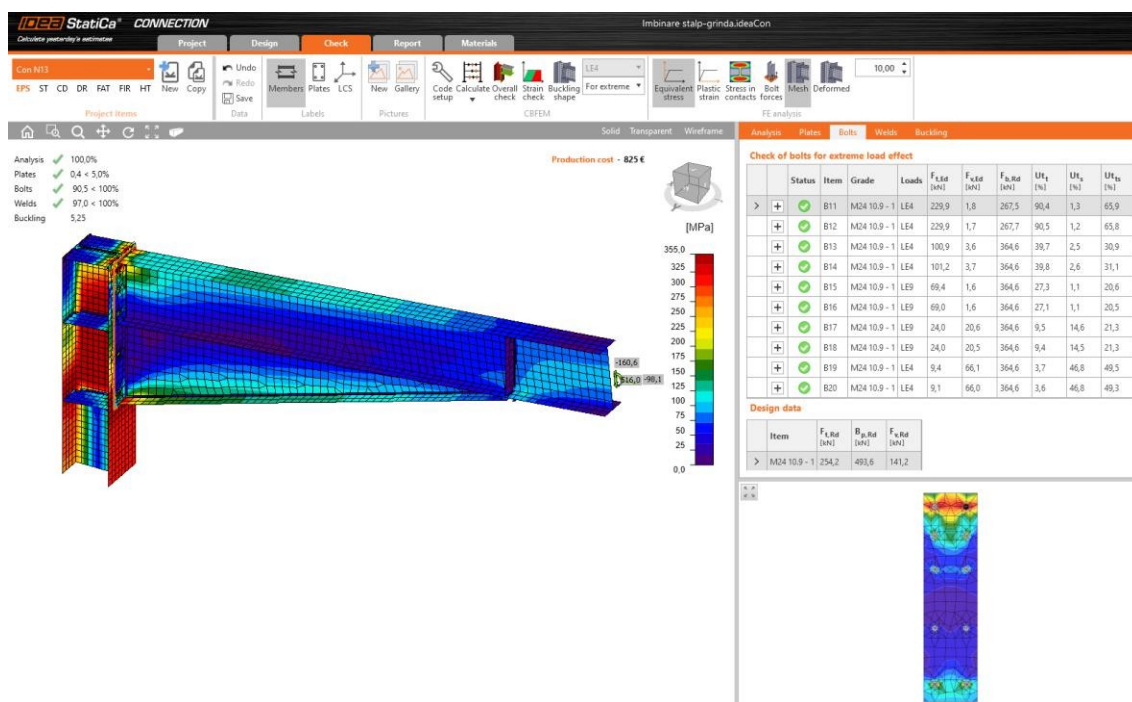 IDEA StatiCa® CONNECTION
Imbinare stalp-grinda.ideaCon
Calculate yesterday's estimates
Project Design Check Report Materials
Con N13
EPS ST CD DR FAT FIR HT
New Copy
Undo
Redo
Save
Members Plates LCS
New Gallery
Code setup Calculate Overall check Strain check Buckling shape
LE4
For extreme
Equivalent stress Plastic strain Stress in contacts Bolt forces Mesh Deformed
10,00
Project items Data Labels Pictures CBFEM FE analysis
Solid Transparent Wireframe
Analysis 100,0%
Plates 0,4 < 5,0%
Bolts 90,5 < 100%
Welds 97,0 < 100%
Buckling 5,25
Production cost - 825 €
[MPa]
355,0
325
300
275
250
225
200
175
150
125
100
75
50
25
0,0
-160,6
516,0 -98,1
Analysis Plates Bolts Welds Buckling
Check of bolts for extreme load effect
Status Item Grade Loads Ft,Ed [kN] Fv,Ed [kN] Fb,Rd [kN] Utt [%] Uts [%] Utts [%]
> + B11 M24 10.9 - 1 LE4 229,9 1,8 267,5 90,4 1,3 65,9
+ B12 M24 10.9 - 1 LE4 229,9 1,7 267,7 90,5 1,2 65,8
+ B13 M24 10.9 - 1 LE4 100,9 3,6 364,6 39,7 2,5 30,9
+ B14 M24 10.9 - 1 LE4 101,2 3,7 364,6 39,8 2,6 31,1
+ B15 M24 10.9 - 1 LE9 69,4 1,6 364,6 27,3 1,1 20,6
+ B16 M24 10.9 - 1 LE9 69,0 1,6 364,6 27,1 1,1 20,5
+ B17 M24 10.9 - 1 LE9 24,0 20,6 364,6 9,5 14,6 21,3
+ B18 M24 10.9 - 1 LE9 24,0 20,5 364,6 9,4 14,5 21,3
+ B19 M24 10.9 - 1 LE4 9,4 66,1 364,6 3,7 46,8 49,5
+ B20 M24 10.9 - 1 LE4 9,1 66,0 364,6 3,6 46,8 49,3
Design data
Item Ft,Rd [kN] Bp,Rd [kN] Fv,Rd [kN]
> M24 10.9 - 1 254,2 493,6 141,2